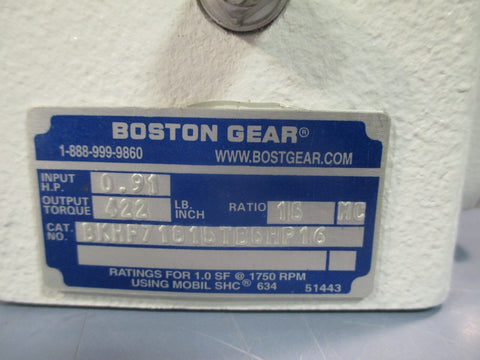 BOSTON GEAR®
1-888-999-9860 WWW.BOSTGEAR.COM
INPUT H.P. 0.91
OUTPUT TORQUE 422 LB. INCH RATIO MC
CAT. NO.
RATINGS FOR 1.0 SF @ 1750 RPM
USING MOBIL SHC® 634 51443